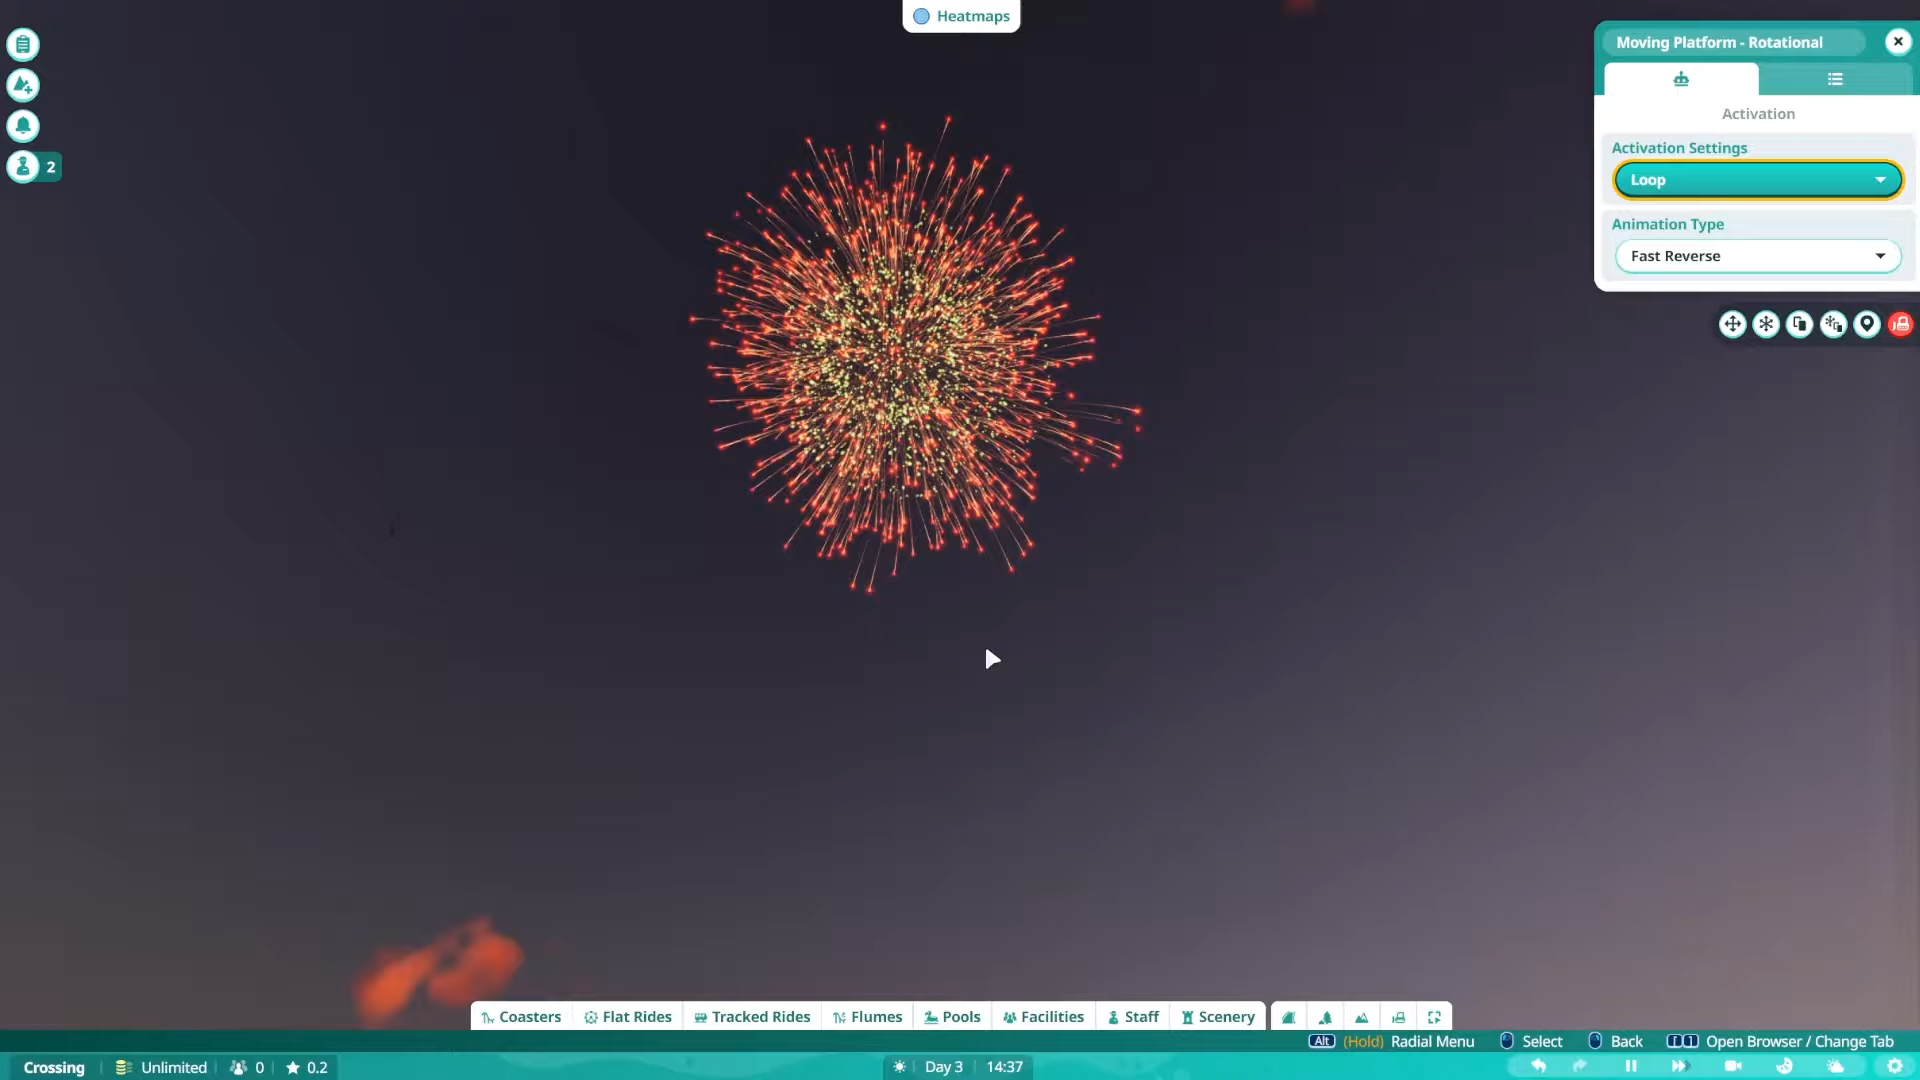 Heatmaps
2
Moving Platform - Rotational
Activation
Activation Settings
Loop
Animation Type
Fast Reverse
Coasters
Flat Rides
Tracked Rides
Flumes
Pools
Facilities
Staff
Scenery
Alt (Hold) Radial Menu
Select
Back
[ ] Open Browser / Change Tab
Crossing
Unlimited
0
0.2
Day 3
14:37